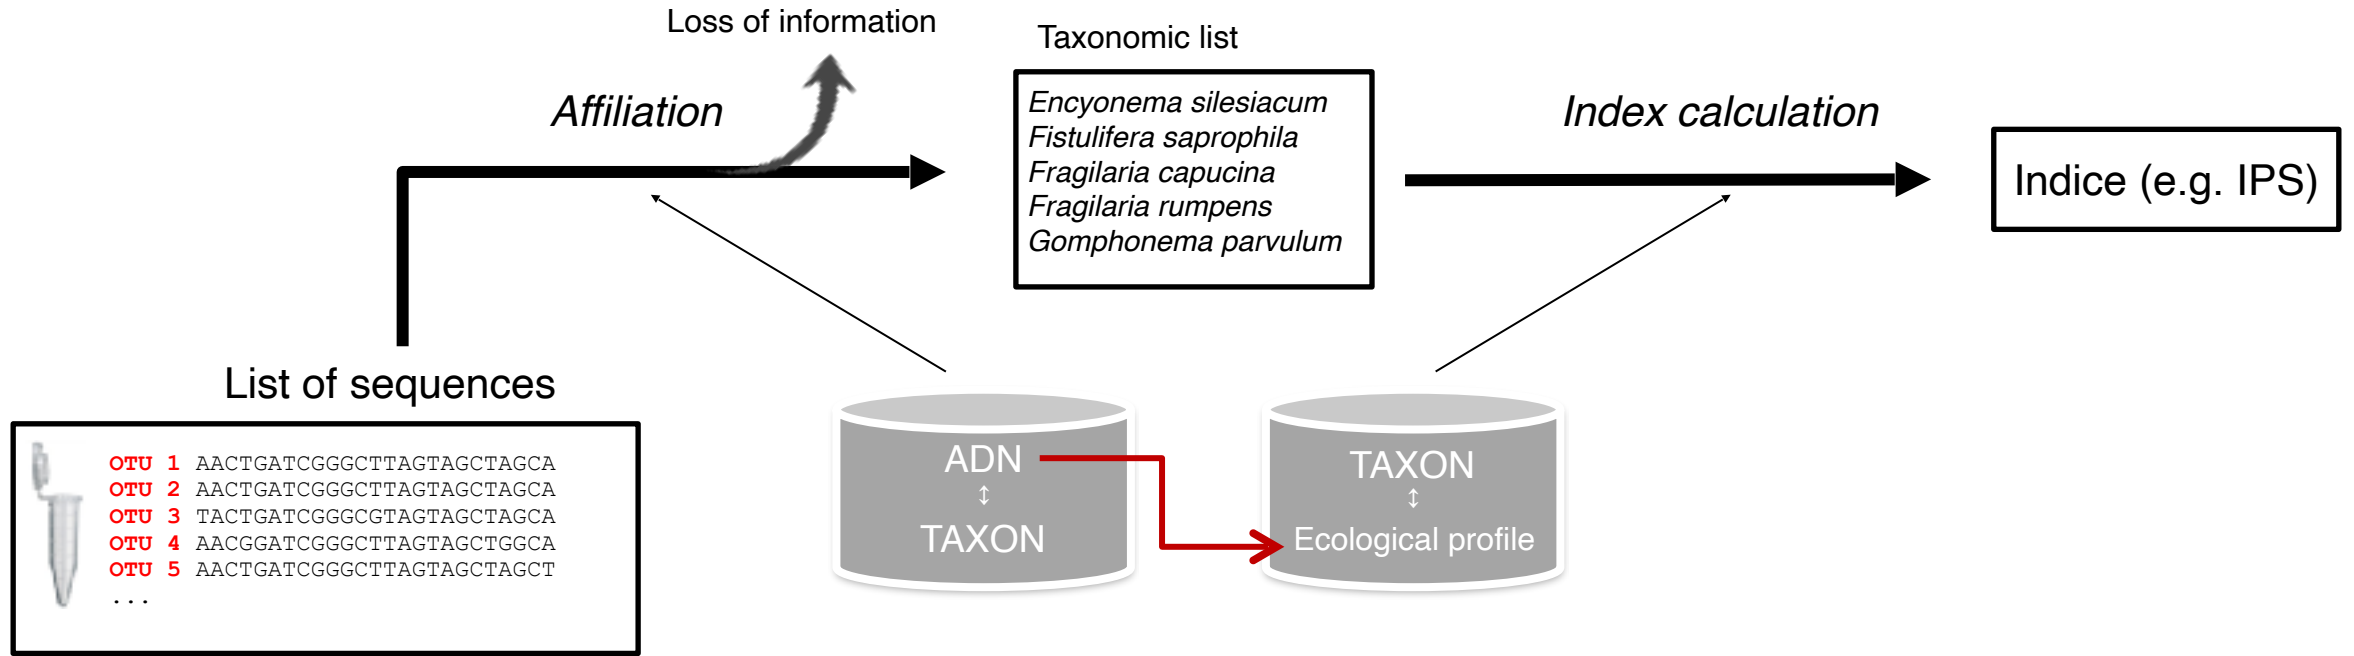 Loss of information
Affiliation
Taxonomic list
Encyonema silesiacum
Fistulifera saprophila
Fragilaria capucina
Fragilaria rumpens
Gomphonema parvulum
Index calculation
Indice (e.g. IPS)
List of sequences
OTU 1 AACTGATCGGGCTTAGTAGCTAGCA
OTU 2 AACTGATCGGGCTTAGTAGCTAGCA
OTU 3 TACTGATCGGGCGTAGTAGCTAGCA
OTU 4 AACGGATCGGGCTTAGTAGCTGGCA
OTU 5 AACTGATCGGGCTTAGTAGCTAGCT
...
ADN
↕
TAXON
TAXON
↕
Ecological profile